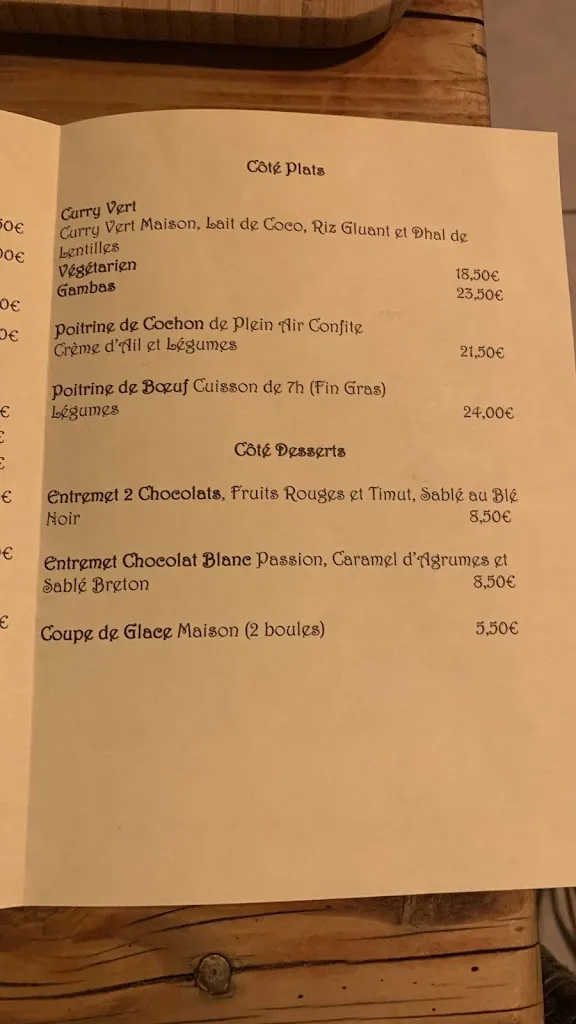 Côté Plats
Curry Vert
Curry Vert Maison, Lait de Coco, Riz Gluant et Dhal de
Lentilles
Végétarien 18,50€
Gambas 23,50€
Poitrine de Cochon de Plein Air Confite
Crème d'Ail et Légumes 21,50€
Poitrine de Bœuf Cuisson de 7h (Fin Gras)
Légumes 24,00€
Côté Desserts
Entremet 2 Chocolats, Fruits Rouges et Timut, Sablé au Blé
Noir 8,50€
Entremet Chocolat Blanc Passion, Caramel d'Agrumes et
Sablé Breton 8,50€
Coupe de Glace Maison (2 boules) 5,50€